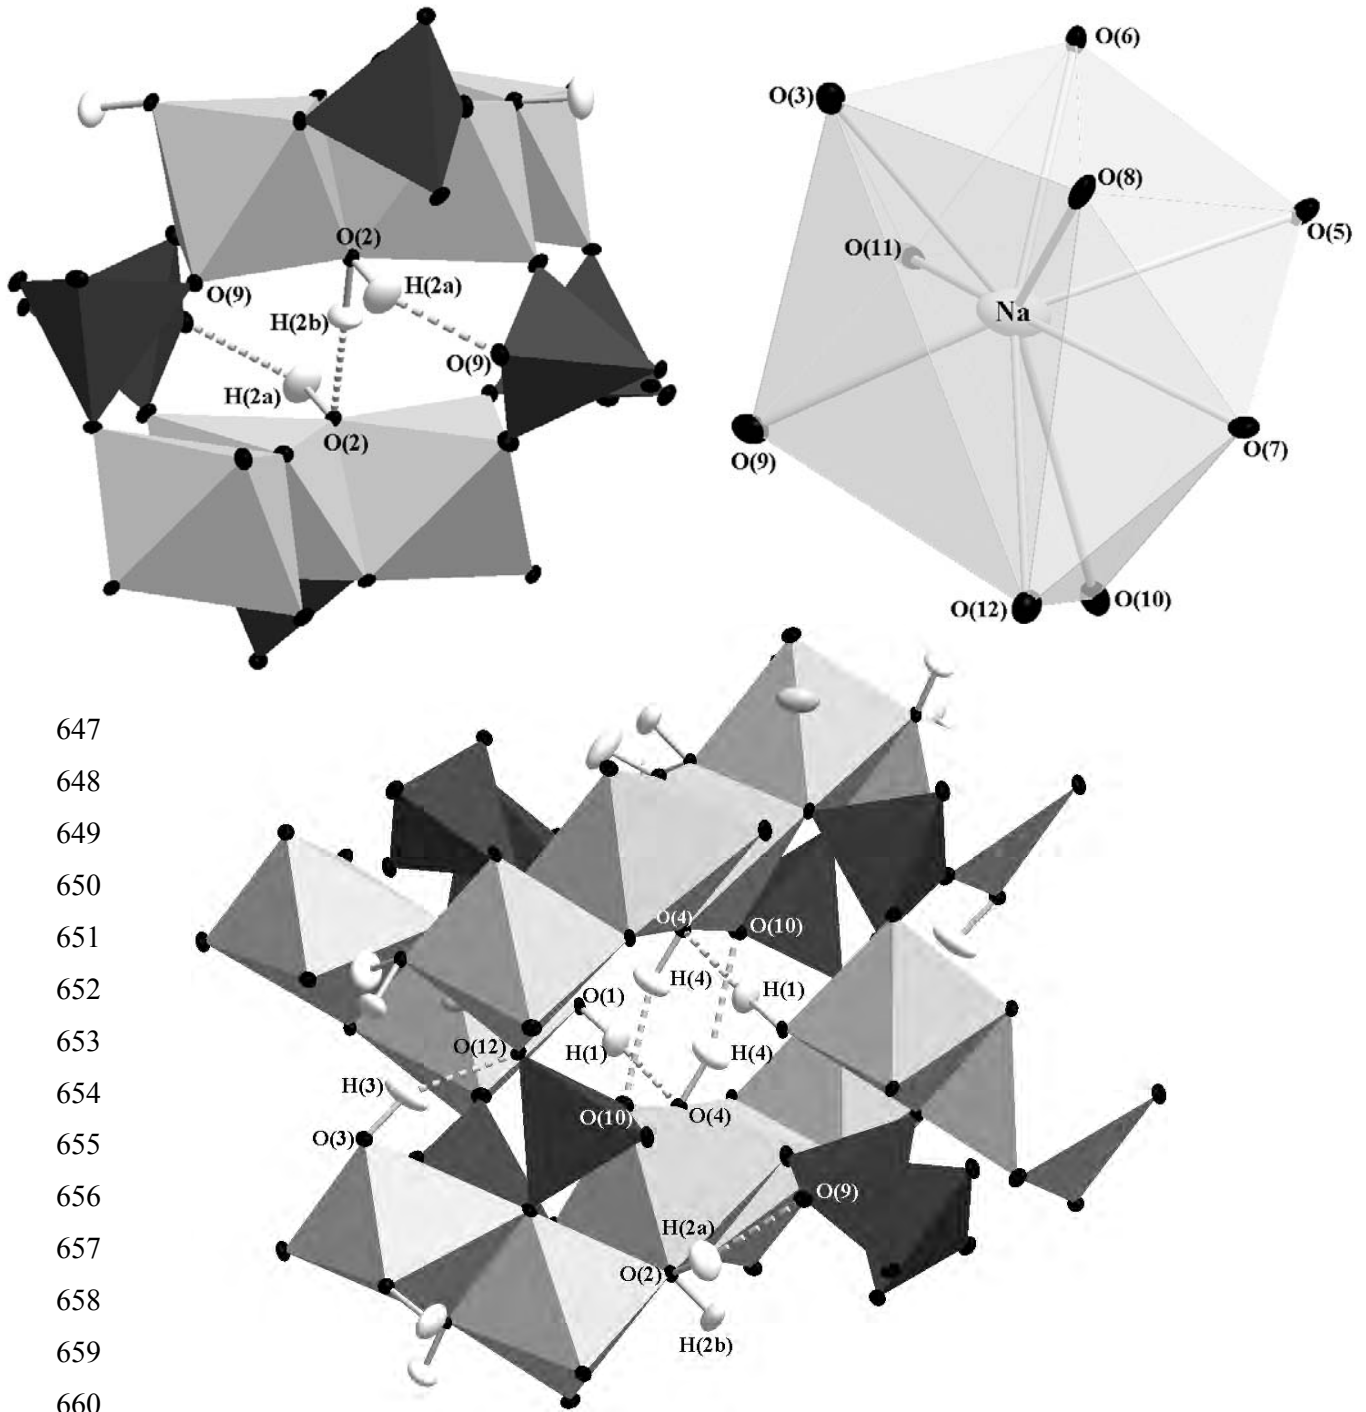 O(2)
H(2a)
O(9)
H(2b)
O(9)
H(2a)
O(2)
O(6)
O(3)
O(8)
O(5)
O(11)
Na
O(9)
O(7)
O(12)
O(10)
647
648
649
650
651
652
653
654
655
656
657
658
659
660
O(4)
O(10)
H(4)
H(1)
O(1)
O(12)
H(1)
H(4)
H(3)
O(10)
O(4)
O(3)
O(9)
H(2a)
O(2)
H(2b)